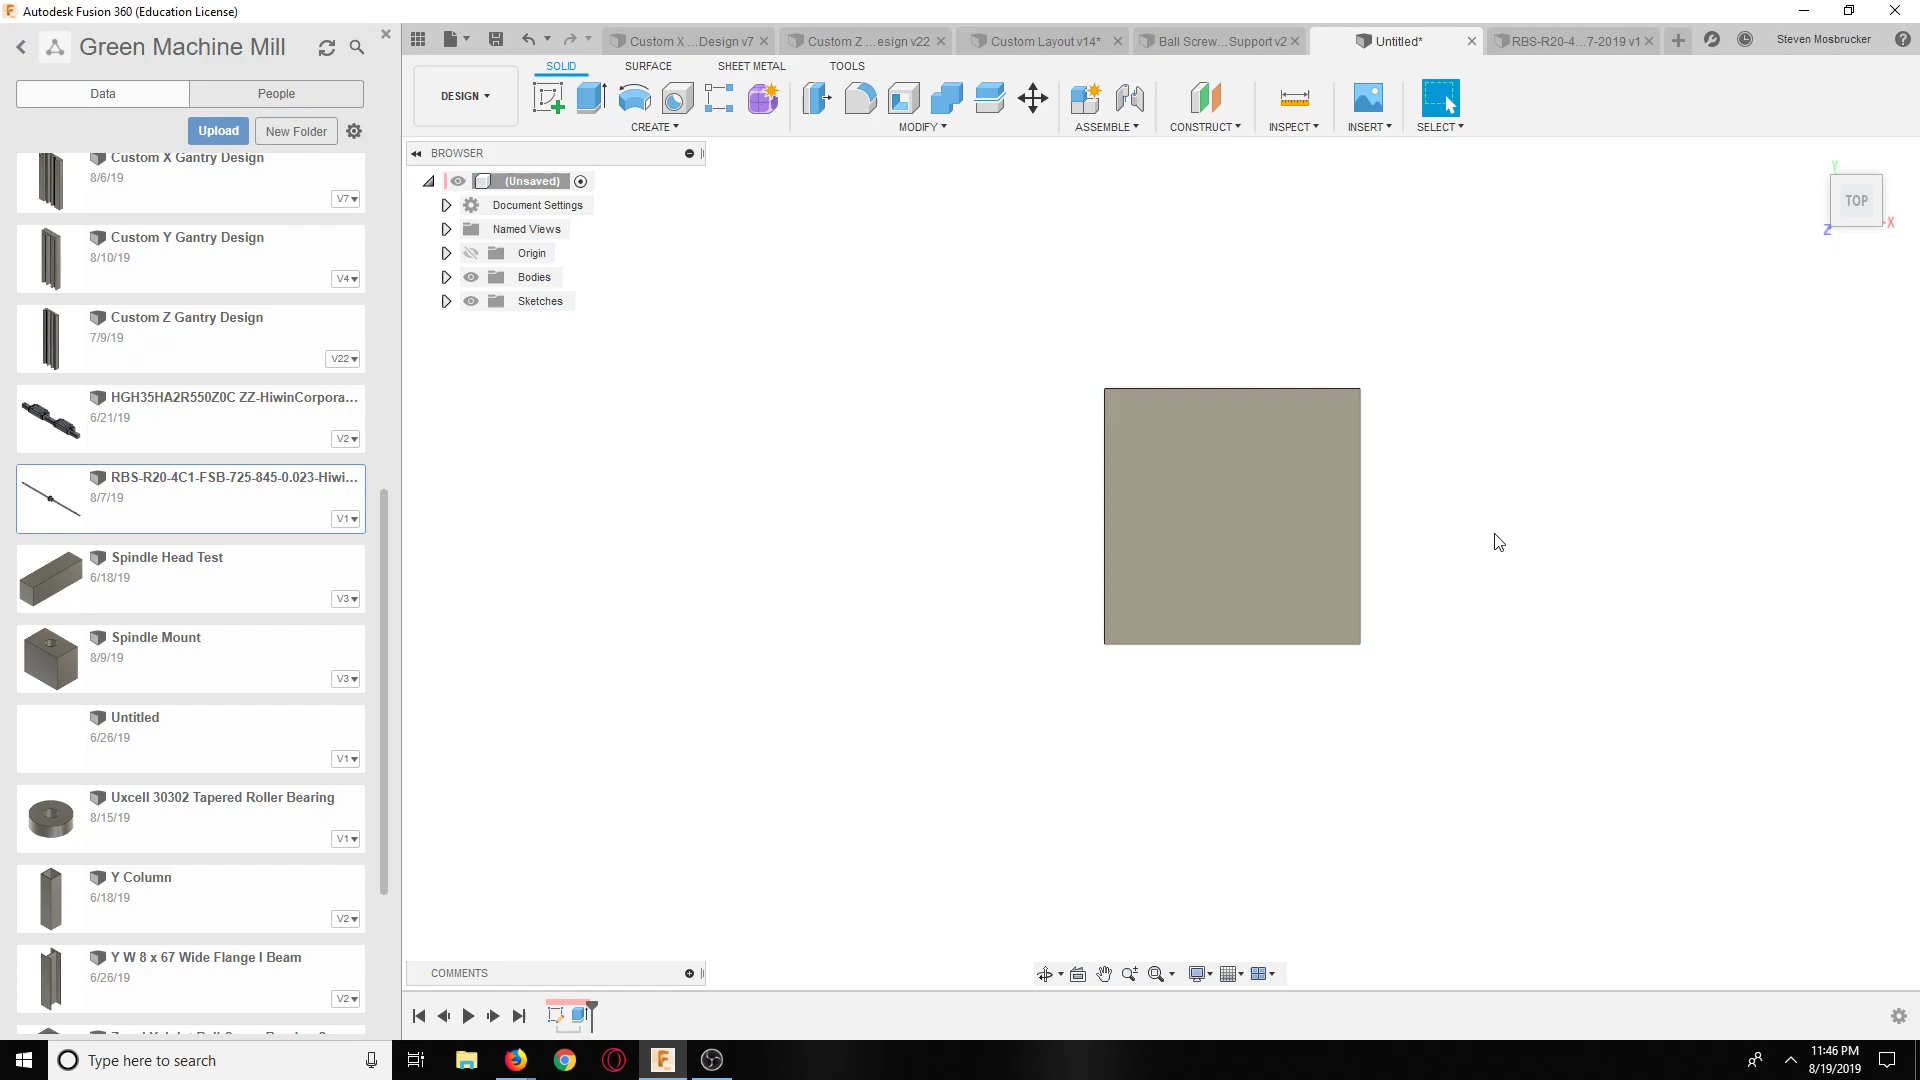 Autodesk Fusion 360 (Education License)
Green Machine Mill
Data
People
Upload
New Folder
Custom X Gantry Design
8/6/19
V7
Custom Y Gantry Design
8/10/19
V4
Custom Z Gantry Design
7/9/19
V22
HGH35HA2R550Z0C ZZ-HiwinCorpora...
6/21/19
V2
RBS-R20-4C1-FSB-725-845-0.023-Hiwi...
8/7/19
V1
Spindle Head Test
6/18/19
V3
Spindle Mount
8/9/19
V3
Untitled
6/26/19
V1
Uxcell 30302 Tapered Roller Bearing
8/15/19
V1
Y Column
6/18/19
V2
Y W 8 x 67 Wide Flange I Beam
6/26/19
V2
Custom X ...Design v7
Custom Z ...esign v22
Custom Layout v14*
Ball Screw...Support v2
Untitled*
RBS-R20-4...7-2019 v1
Steven Mosbrucker
DESIGN
SOLID
SURFACE
SHEET METAL
TOOLS
CREATE
MODIFY
ASSEMBLE
CONSTRUCT
INSPECT
INSERT
SELECT
BROWSER
(Unsaved)
Document Settings
Named Views
Origin
Bodies
Sketches
Y
TOP
X
Z
COMMENTS
Type here to search
11:46 PM
8/19/2019